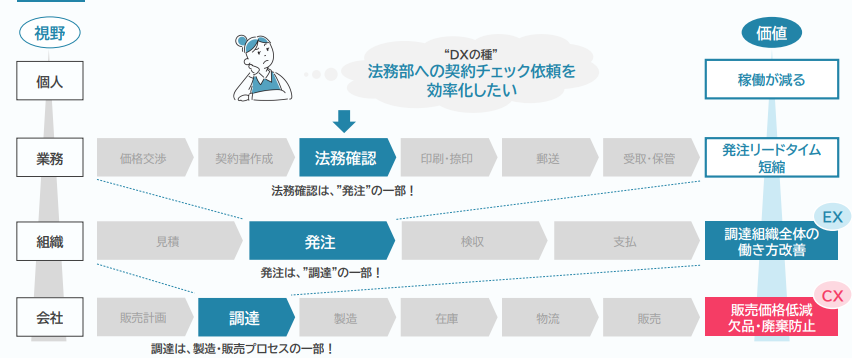 視野
価値
“DXの種”
法務部への契約チェック依頼を
効率化したい
個人
稼働が減る
業務
価格交渉
契約書作成
法務確認
印刷・捺印
郵送
受取・保管
発注リードタイム
短縮
法務確認は、”発注”の一部！
組織
見積
発注
検収
支払
EX
調達組織全体の
働き方改善
発注は、”調達”の一部！
会社
販売計画
調達
製造
在庫
物流
販売
CX
販売価格低減
欠品・廃棄防止
調達は、製造・販売プロセスの一部！